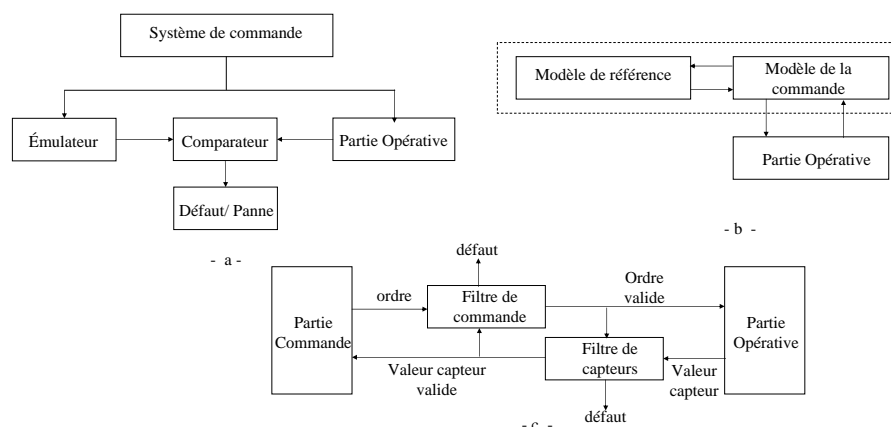 Système de commande
Émulateur
Comparateur
Partie Opérative
Défaut/ Panne
- a -
Modèle de référence
Modèle de la
commande
Partie Opérative
- b -
Partie
Commande
ordre
défaut
Filtre de
commande
Ordre
valide
Partie
Opérative
Valeur capteur
valide
Filtre de
capteurs
Valeur
capteur
défaut
- c -